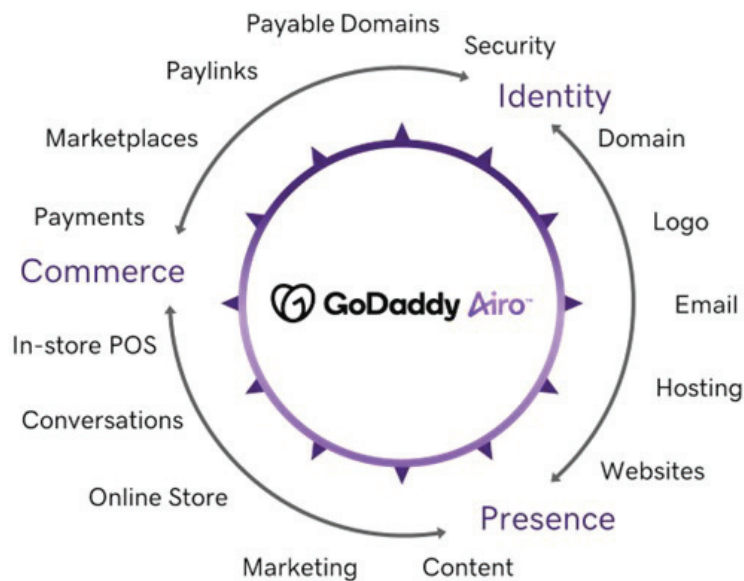 Payable Domains
Security
Paylinks
Identity
Marketplaces
Domain
Payments
Logo
Commerce
GoDaddy Airo™
Email
In-store POS
Hosting
Conversations
Websites
Online Store
Presence
Marketing
Content